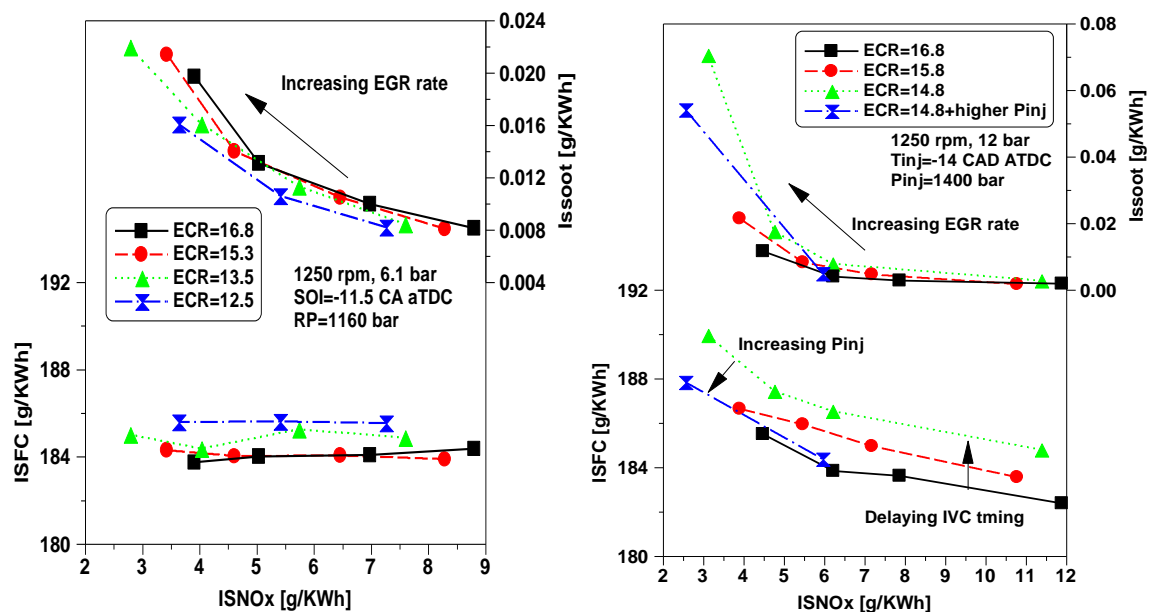 0.024
0.020
0.016
0.012
0.008
0.004
Issoot [g/KWh]
Increasing EGR rate
ECR=16.8
ECR=15.3
ECR=13.5
ECR=12.5
1250 rpm, 6.1 bar
SOI=-11.5 CA aTDC
RP=1160 bar
192
188
184
180
ISFC [g/KWh]
2 3 4 5 6 7 8 9
ISNOx [g/KWh]
0.08
0.06
0.04
0.02
0.00
Issoot [g/KWh]
ECR=16.8
ECR=15.8
ECR=14.8
ECR=14.8+higher Pinj
1250 rpm, 12 bar
Tinj=-14 CAD ATDC
Pinj=1400 bar
Increasing EGR rate
192
188
184
180
ISFC [g/KWh]
Increasing Pinj
Delaying IVC tming
2 3 4 5 6 7 8 9 10 11 12
ISNOx [g/KWh]